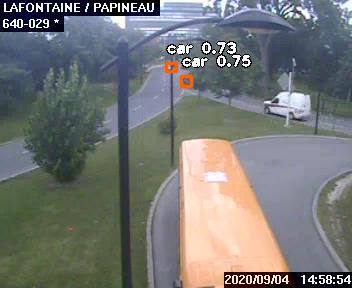 LAFONTAINE / PAPINEAU
640-029 *
car 0.73
car 0.75
2020/09/04 14:58:54